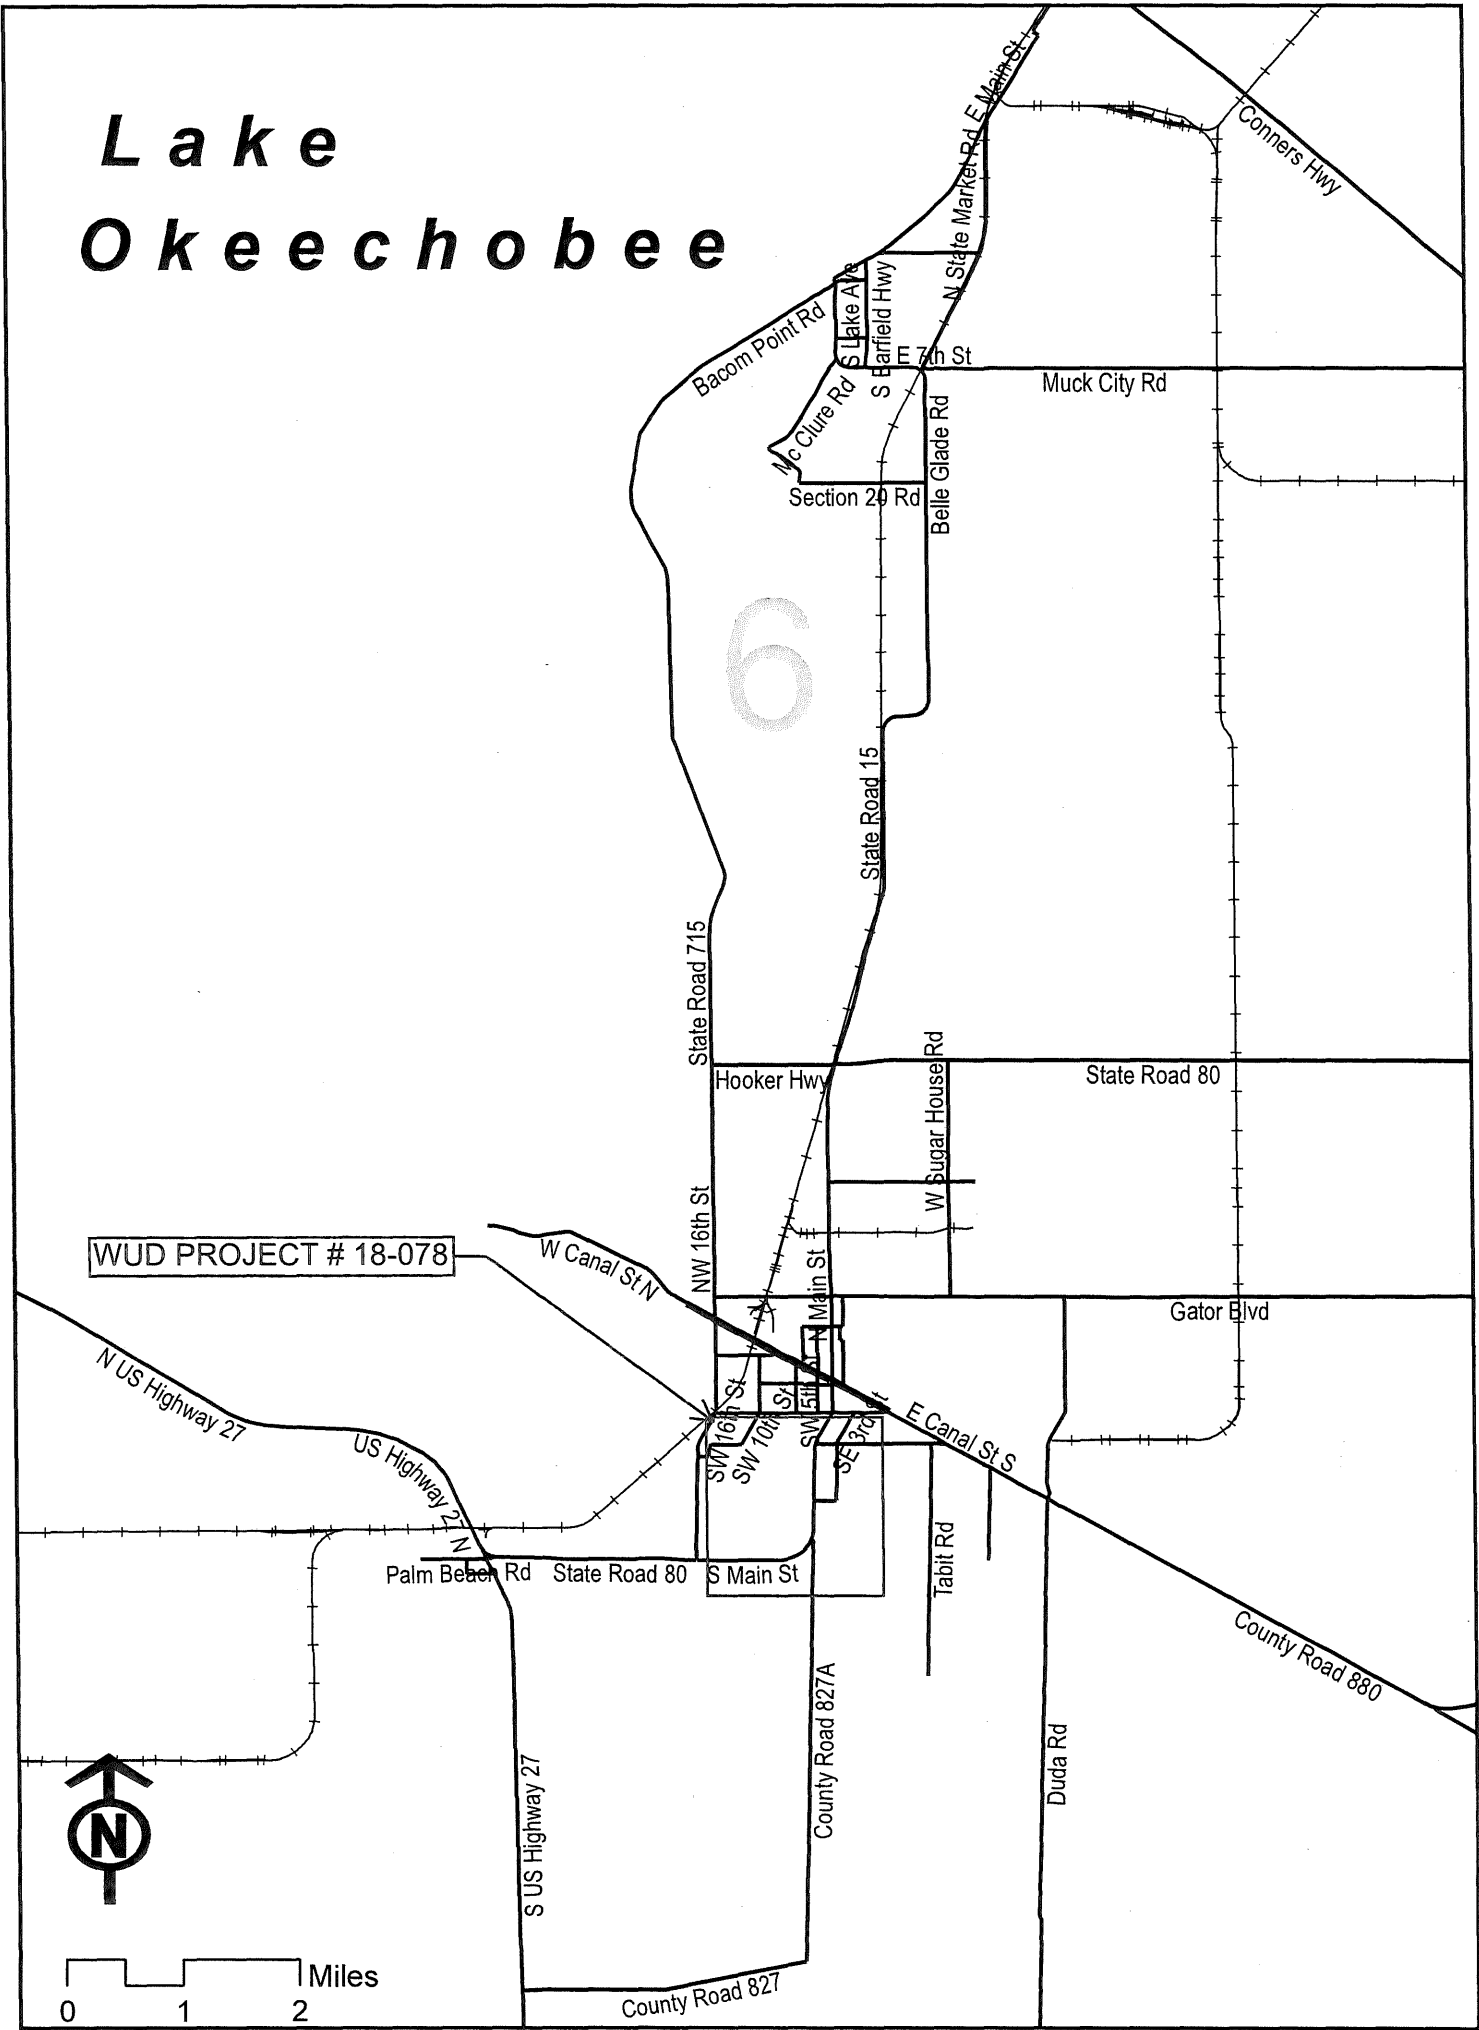 Lake
Okeechobee
E Main St
Conners Hwy
N State Market Rd
S Lake Ave
S Barfield Hwy
Bacom Point Rd
E 7th St
Muck City Rd
Mc Clure Rd
Belle Glade Rd
Section 20 Rd
6
State Road 15
State Road 715
Hooker Hwy
W Sugar House Rd
State Road 80
NW 16th St
WUD PROJECT # 18-078
W Canal St N
N Main St
Gator Blvd
N US Highway 27
US Highway 27 N
SW 16th St
SW 10th St
SW 5th St
SE 3rd St
E Canal St S
Palm Beach Rd
State Road 80
S Main St
Tabit Rd
County Road 880
County Road 827A
Duda Rd
S US Highway 27
N
Miles
0 1 2
County Road 827